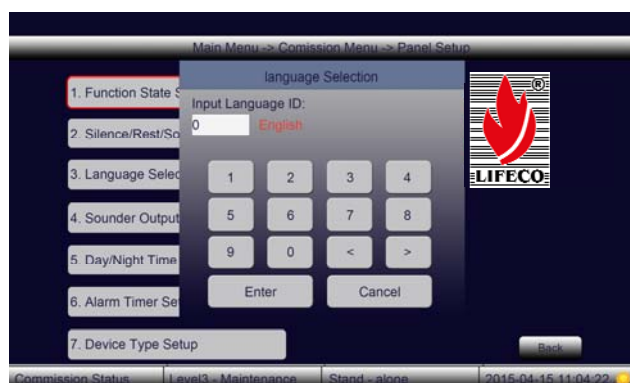 Main Menu -> Comission Menu -> Panel Setup
language Selection
1. Function State S
Input Language ID:
0 English
2. Silence/Rest/So
3. Language Selec
1 2 3 4
4. Sounder Output
5 6 7 8
5. Day/Night Time
9 0 < >
6. Alarm Timer Se
Enter Cancel
7. Device Type Setup
Back
®
LIFECO
Commission Status Level3 - Maintenance Stand - alone 2015-04-15 11:04:22